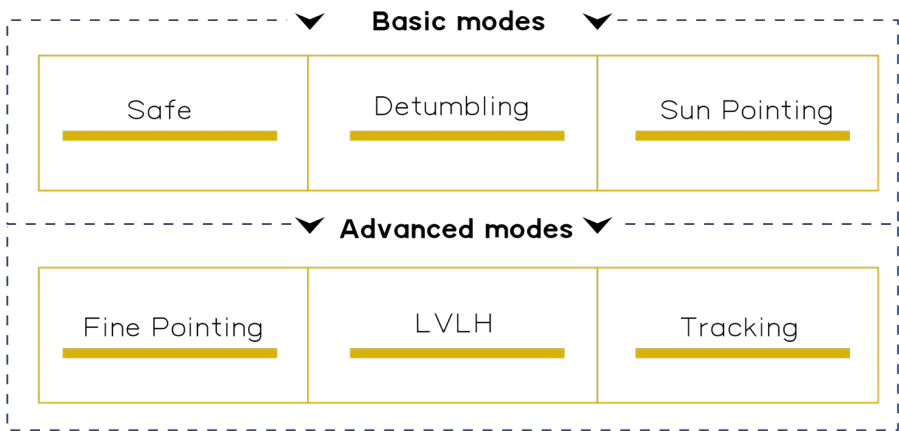 Basic modes
Safe
Detumbling
Sun Pointing
Advanced modes
Fine Pointing
LVLH
Tracking